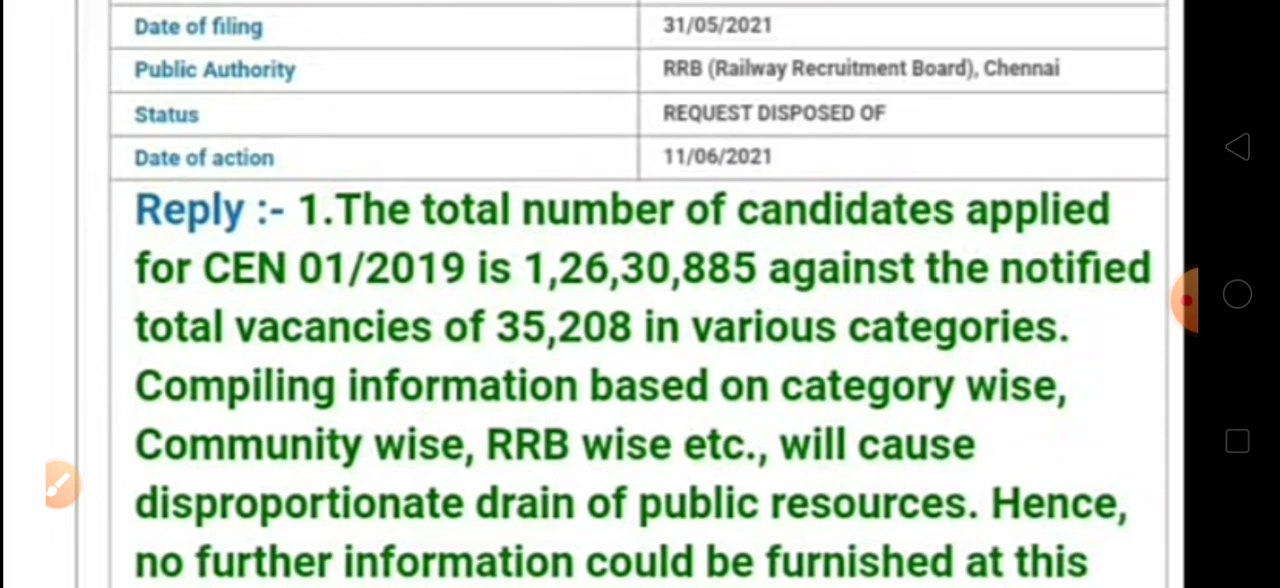 Date of filing 31/05/2021
Public Authority RRB (Railway Recruitment Board), Chennai
Status REQUEST DISPOSED OF
Date of action 11/06/2021
Reply :- 1.The total number of candidates applied
for CEN 01/2019 is 1,26,30,885 against the notified
total vacancies of 35,208 in various categories.
Compiling information based on category wise,
Community wise, RRB wise etc., will cause
disproportionate drain of public resources. Hence,
no further information could be furnished at this